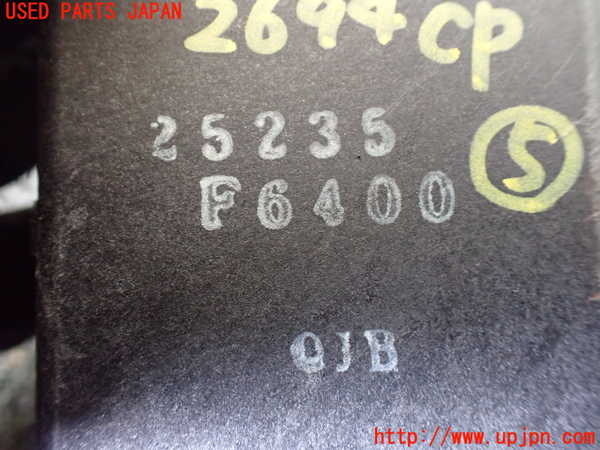 USED PARTS JAPAN
2694CP
25235
F6400
S
QJB
http://www.upjpn.com/